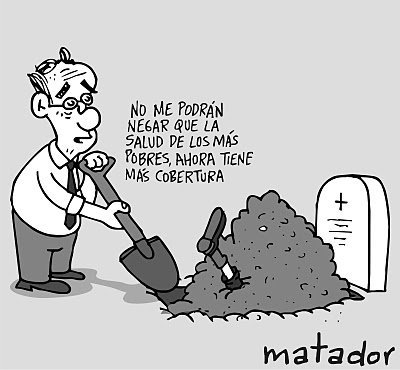 NO ME PODRÁN
NEGAR QUE LA
SALUD DE LOS MÁS
POBRES, AHORA TIENE
MÁS COBERTURA
matador